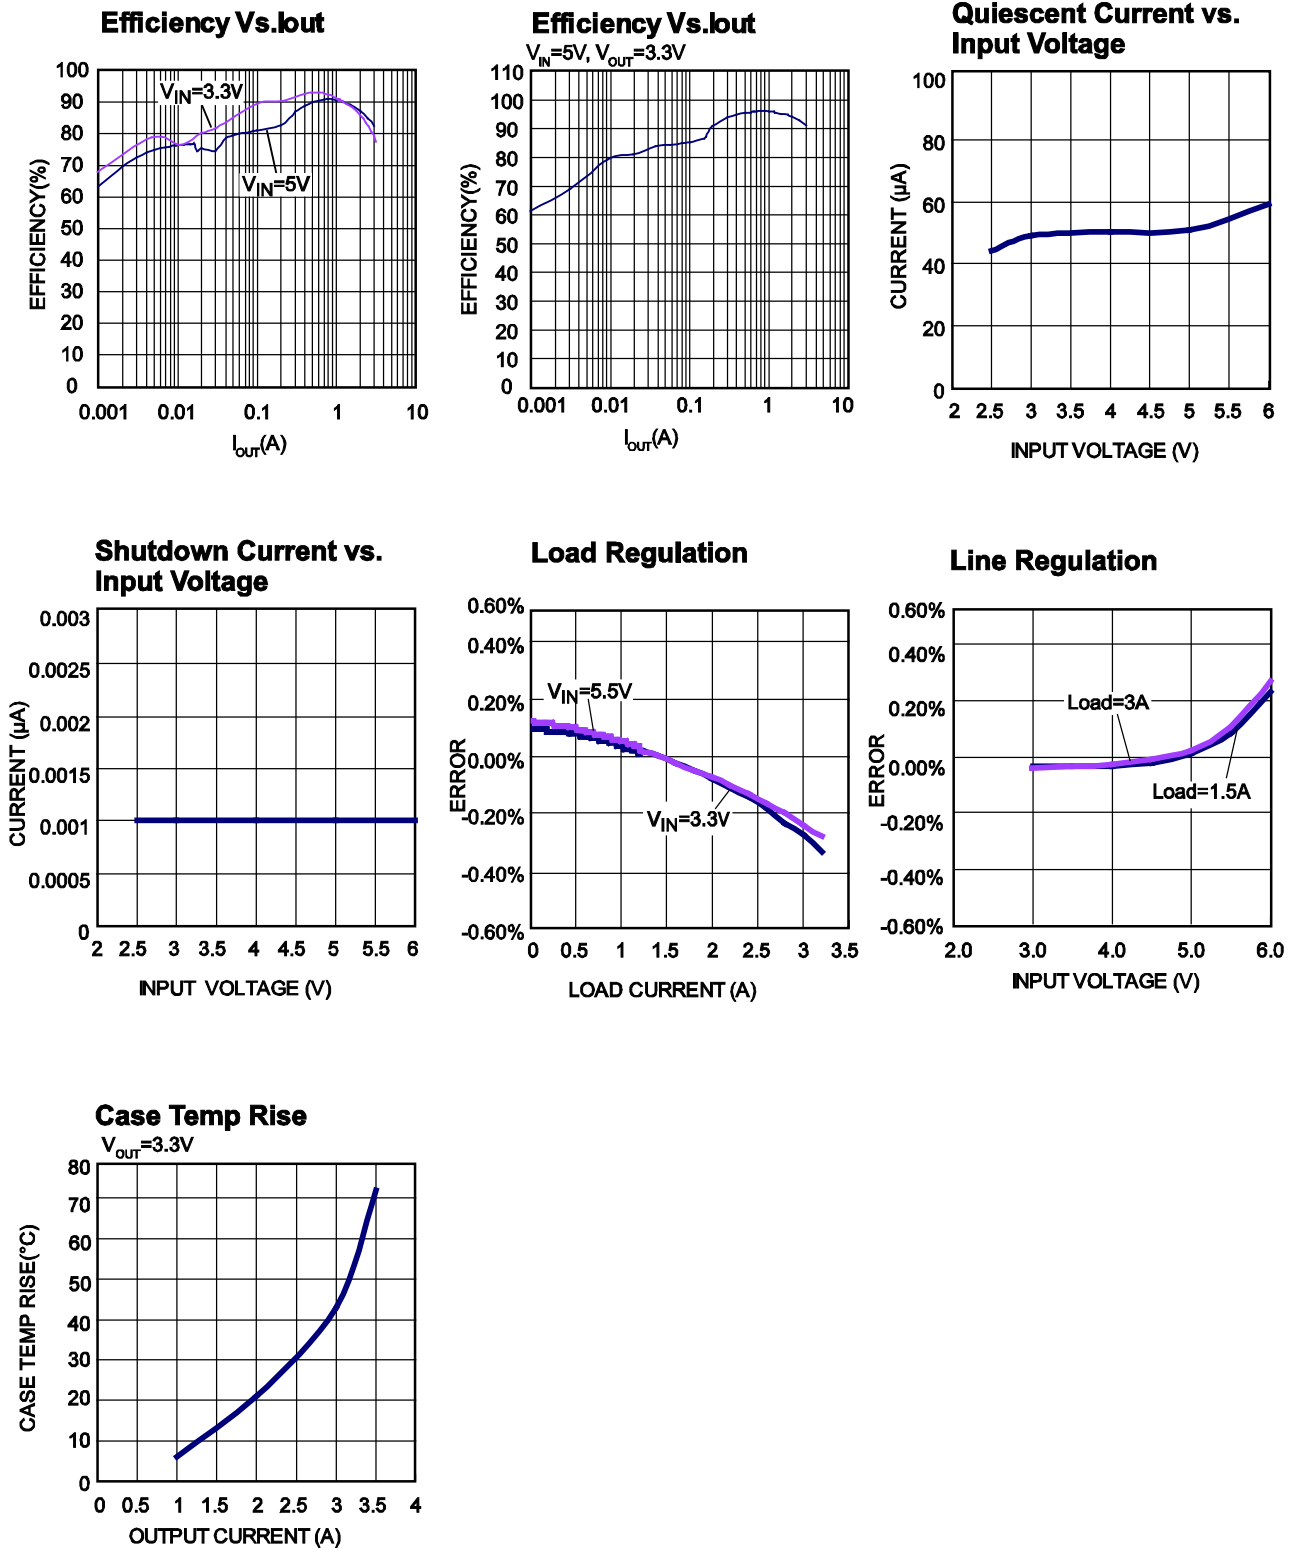 Efficiency Vs.Iout
100
90
80
70
60
50
40
30
20
10
0
EFFICIENCY(%)
VIN=3.3V
VIN=5V
0.001 0.01 0.1 1 10
IOUT(A)
Efficiency Vs.Iout
VIN=5V, VOUT=3.3V
110
100
90
80
70
60
50
40
30
20
10
0
EFFICIENCY(%)
0.001 0.01 0.1 1 10
IOUT(A)
Quiescent Current vs.
Input Voltage
100
80
60
40
20
0
CURRENT (µA)
2 2.5 3 3.5 4 4.5 5 5.5 6
INPUT VOLTAGE (V)
Shutdown Current vs.
Input Voltage
0.003
0.0025
0.002
0.0015
0.001
0.0005
0
CURRENT (µA)
2 2.5 3 3.5 4 4.5 5 5.5 6
INPUT VOLTAGE (V)
Load Regulation
0.60%
0.40%
0.20%
0.00%
-0.20%
-0.40%
-0.60%
ERROR
VIN=5.5V
VIN=3.3V
0 0.5 1 1.5 2 2.5 3 3.5
LOAD CURRENT (A)
Line Regulation
0.60%
0.40%
0.20%
0.00%
-0.20%
-0.40%
-0.60%
ERROR
Load=3A
Load=1.5A
2.0 3.0 4.0 5.0 6.0
INPUT VOLTAGE (V)
Case Temp Rise
VOUT=3.3V
80
70
60
50
40
30
20
10
0
CASE TEMP RISE(°C)
0 0.5 1 1.5 2 2.5 3 3.5 4
OUTPUT CURRENT (A)